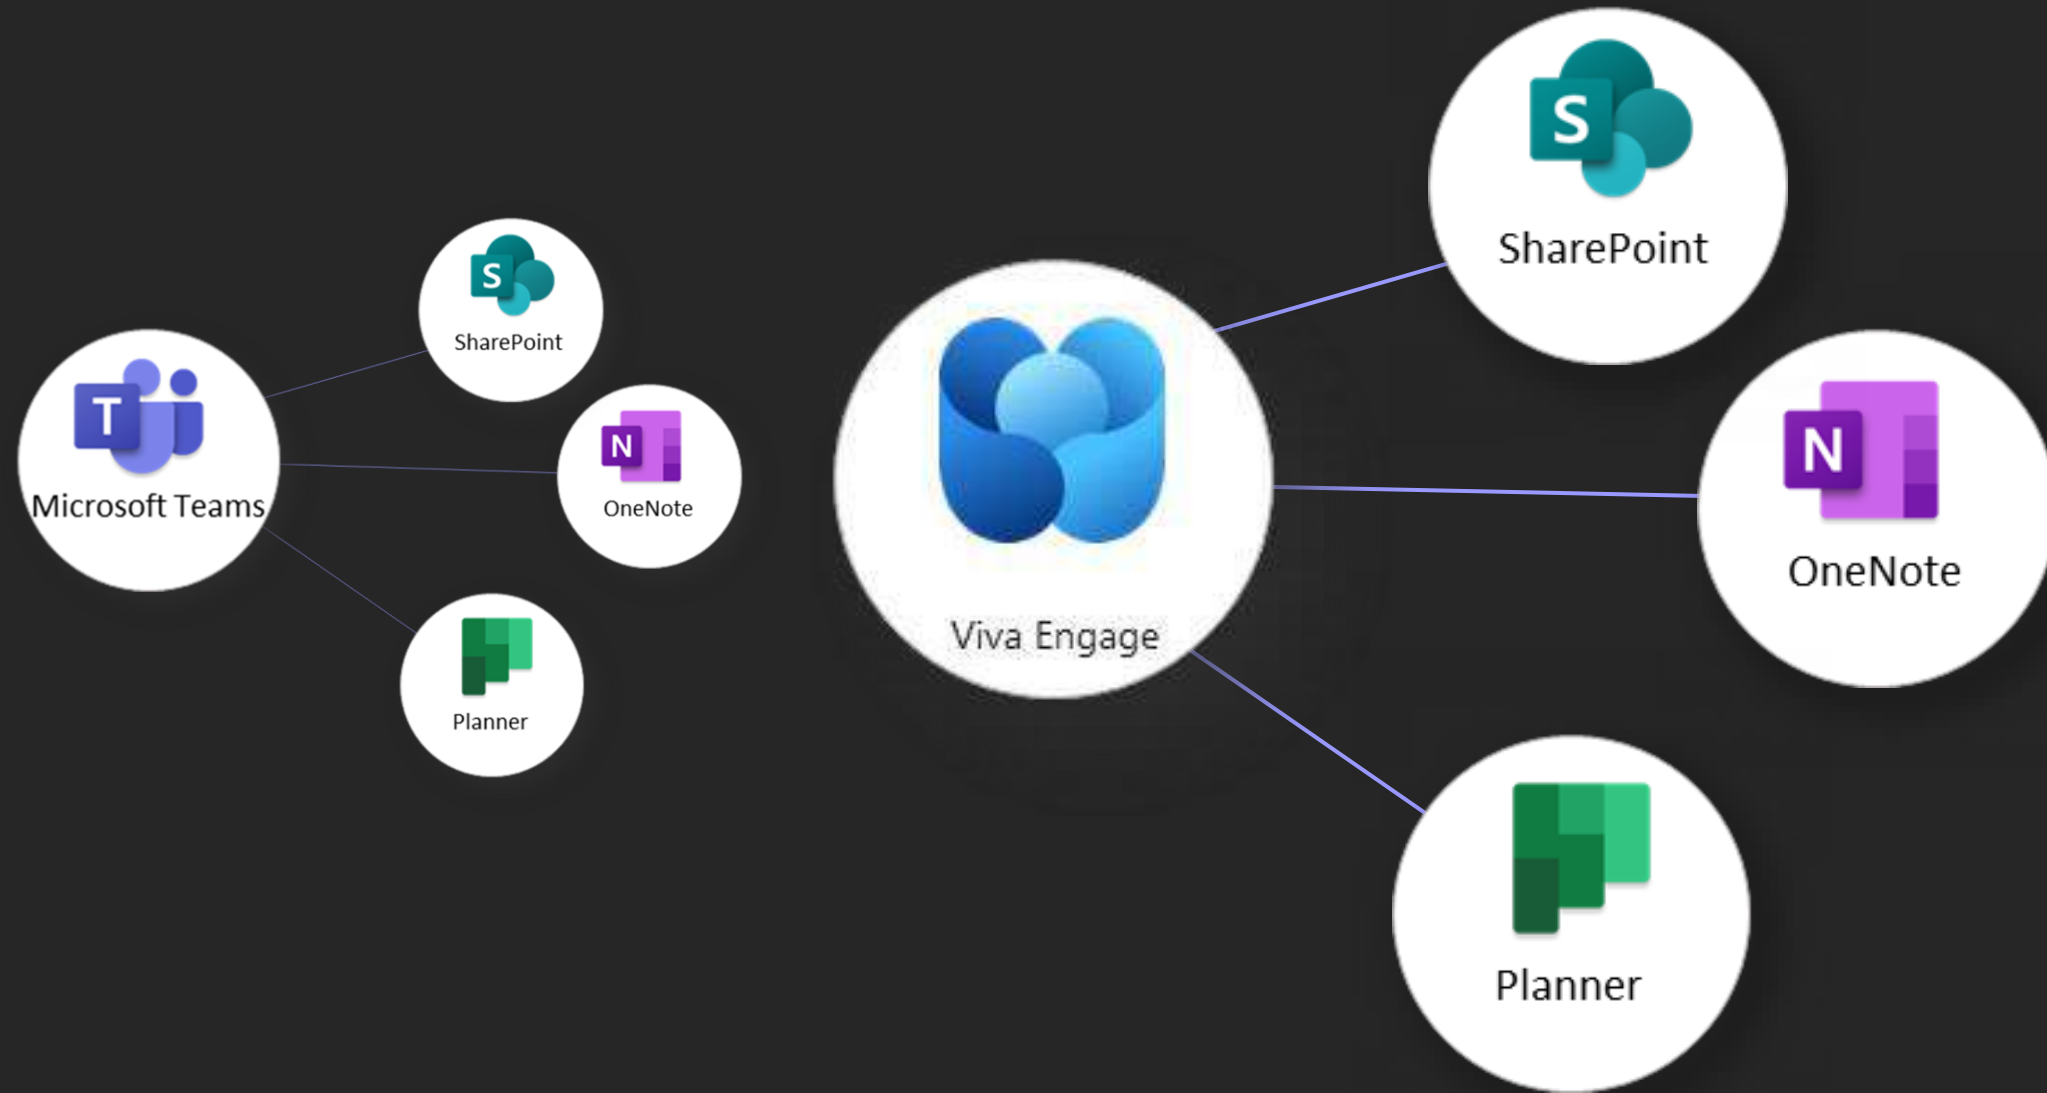 T
Microsoft Teams
S
SharePoint
N
OneNote
Planner
Viva Engage
S
SharePoint
N
OneNote
Planner